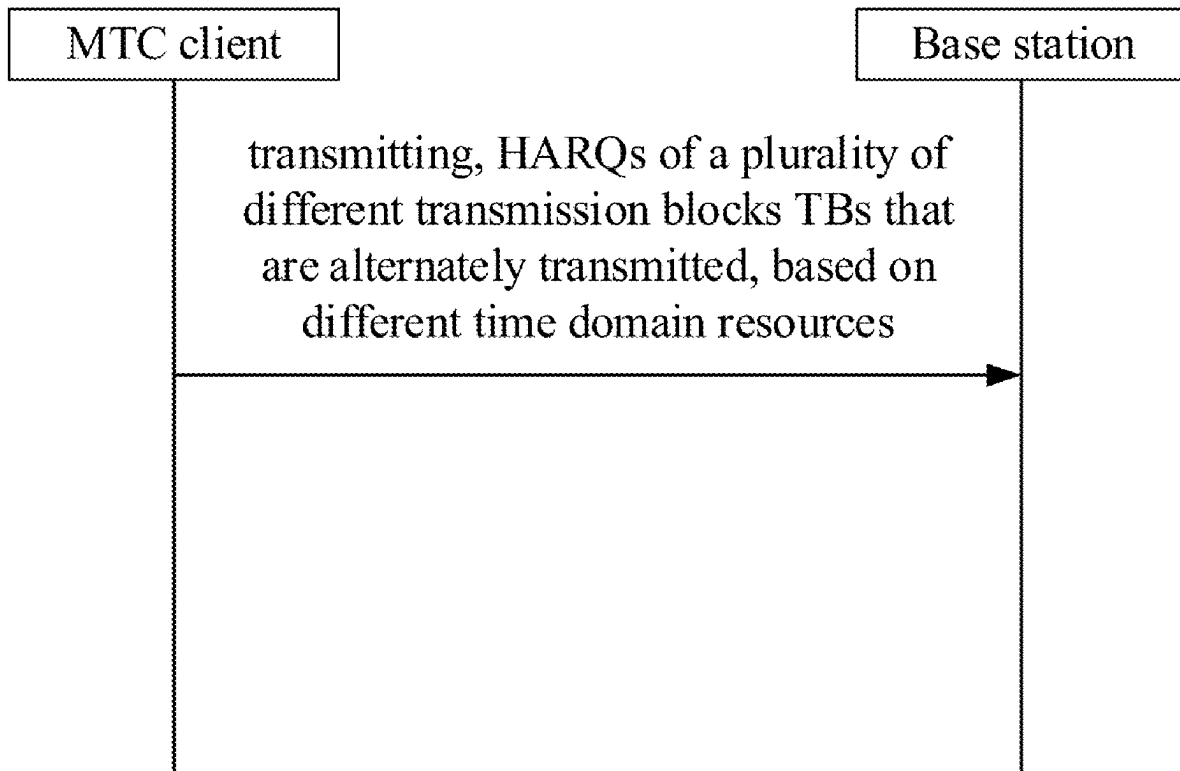 MTC client
Base station
transmitting, HARQs of a plurality of
different transmission blocks TBs that
are alternately transmitted, based on
different time domain resources